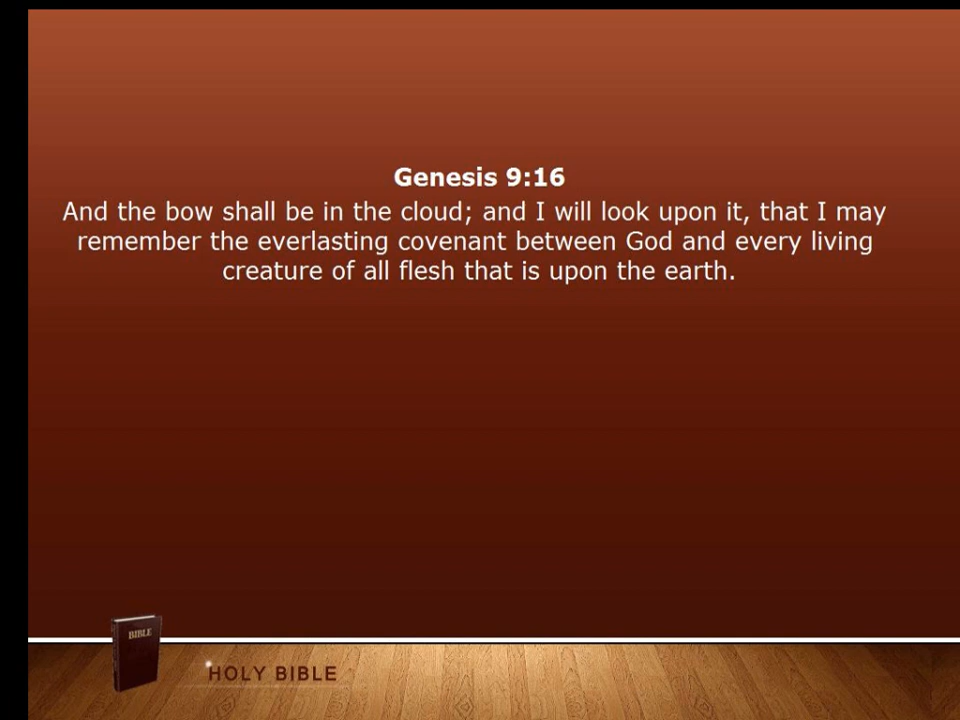 Genesis 9:16
And the bow shall be in the cloud; and I will look upon it, that I may
remember the everlasting covenant between God and every living
creature of all flesh that is upon the earth.
BIBLE
HOLY BIBLE